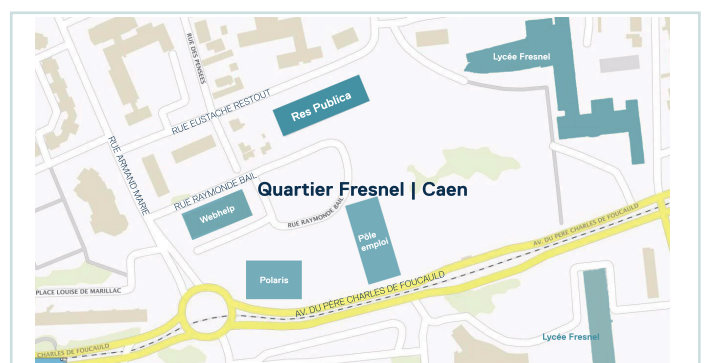 RUE DES PENSEES
Lycée Fresnel
Res Publica
RUE EUSTACHE RESTOUT
RUE ARMAND MARIE
RUE RAYMONDE BAIL
Quartier Fresnel | Caen
Webhelp
RUE RAYMONDE BAIL
Pôle
emploi
AV. DU PÈRE CHARLES DE FOUCAULD
Polaris
PLACE LOUISE DE MARILLAC
AV. DU PÈRE CHARLES DE FOUCAULD
Lycée Fresnel
CHARLES DE FOUCAULD